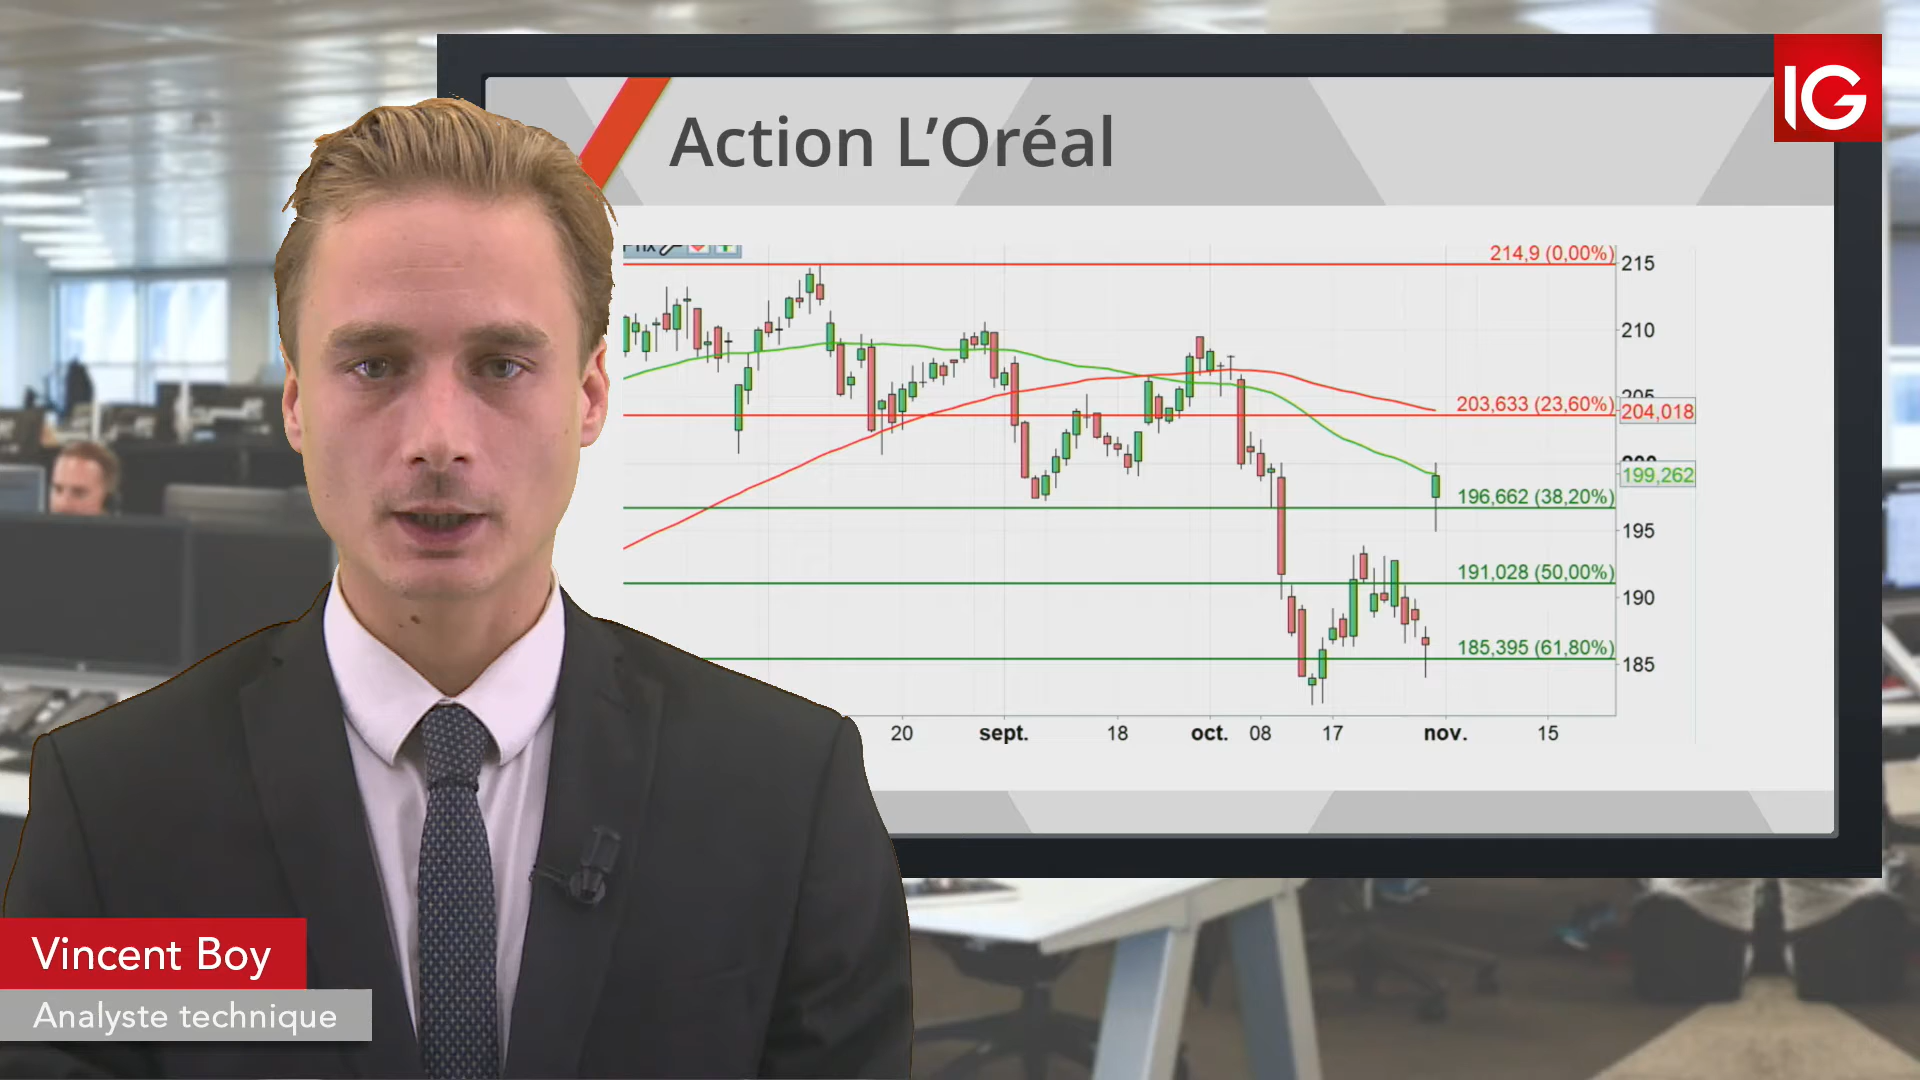 IG
Action L’Oréal
214,9 (0,00%)
215
210
203,633 (23,60%)
204,018
199,262
196,662 (38,20%)
195
191,028 (50,00%)
190
185,395 (61,80%)
185
20 sept. 18 oct. 08 17 nov. 15
Vincent Boy
Analyste technique